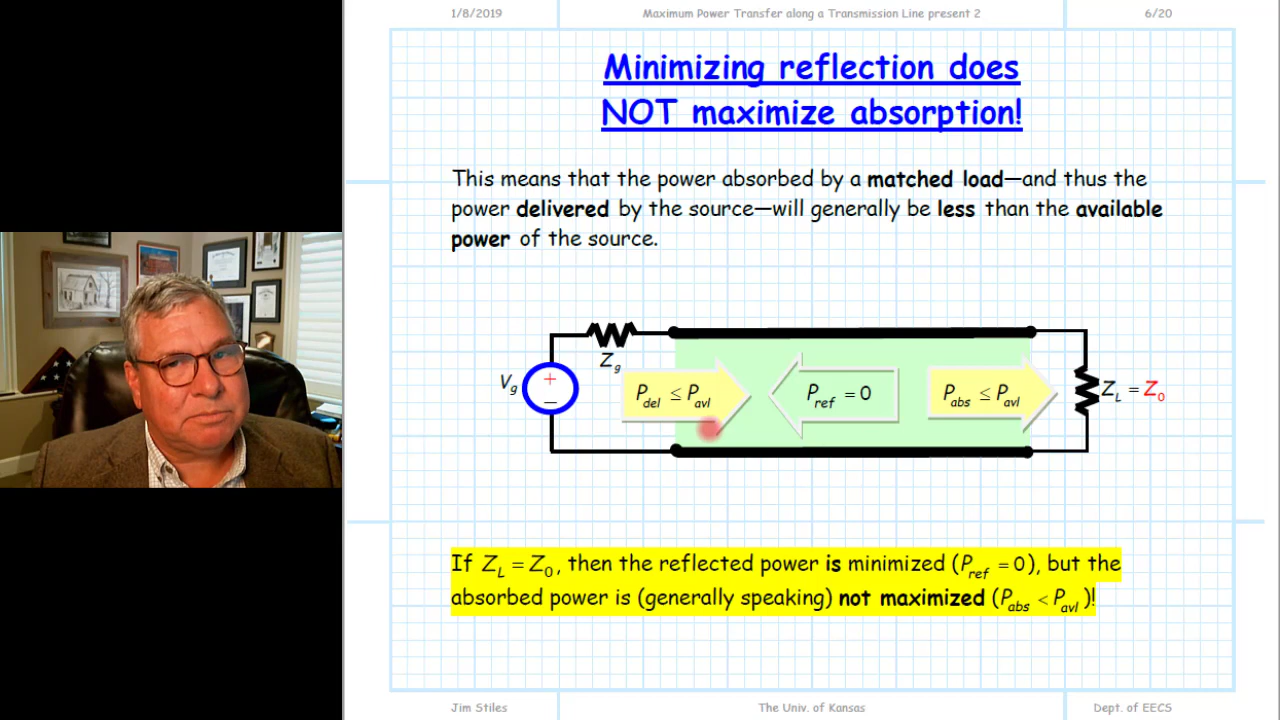 1/8/2019 Maximum Power Transfer along a Transmission Line present 2 6/20
Minimizing reflection does
NOT maximize absorption!
This means that the power absorbed by a matched load—and thus the
power delivered by the source—will generally be less than the available
power of the source.
Z_g
V_g + −
P_del ≤ P_avl P_ref = 0 P_abs ≤ P_avl Z_L = Z_0
If Z_L = Z_0, then the reflected power is minimized (P_ref = 0), but the
absorbed power is (generally speaking) not maximized (P_abs < P_avl)!
Jim Stiles The Univ. of Kansas Dept. of EECS